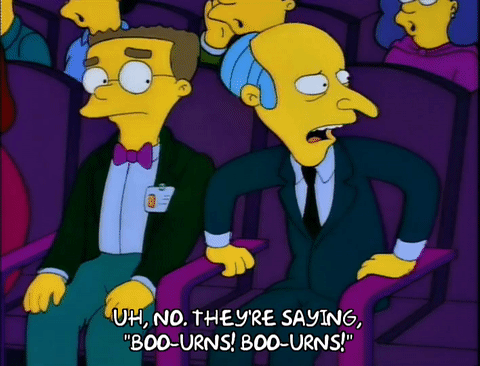 UH, NO. THEY'RE SAYING,
"BOO-URNS! BOO-URNS!"